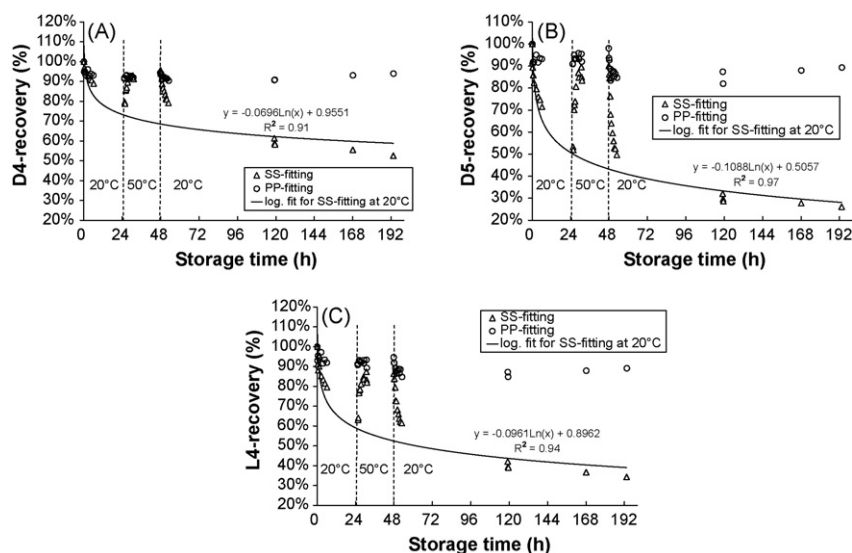 (A)
120%
110%
100%
90%
80%
70%
60%
50%
40%
30%
20%
D4-recovery (%)
y = -0.0696Ln(x) + 0.9551
R² = 0.91
20°C 50°C 20°C
SS-fitting
PP-fitting
log. fit for SS-fitting at 20°C
0 24 48 72 96 120 144 168 192
Storage time (h)
(B)
120%
110%
100%
90%
80%
70%
60%
50%
40%
30%
20%
D5-recovery (%)
SS-fitting
PP-fitting
log. fit for SS-fitting at 20°C
y = -0.1088Ln(x) + 0.5057
R² = 0.97
20°C 50°C 20°C
0 24 48 72 96 120 144 168 192
Storage time (h)
(C)
120%
110%
100%
90%
80%
70%
60%
50%
40%
30%
20%
L4-recovery (%)
SS-fitting
PP-fitting
log. fit for SS-fitting at 20°C
y = -0.0961Ln(x) + 0.8962
R² = 0.94
20°C 50°C 20°C
0 24 48 72 96 120 144 168 192
Storage time (h)